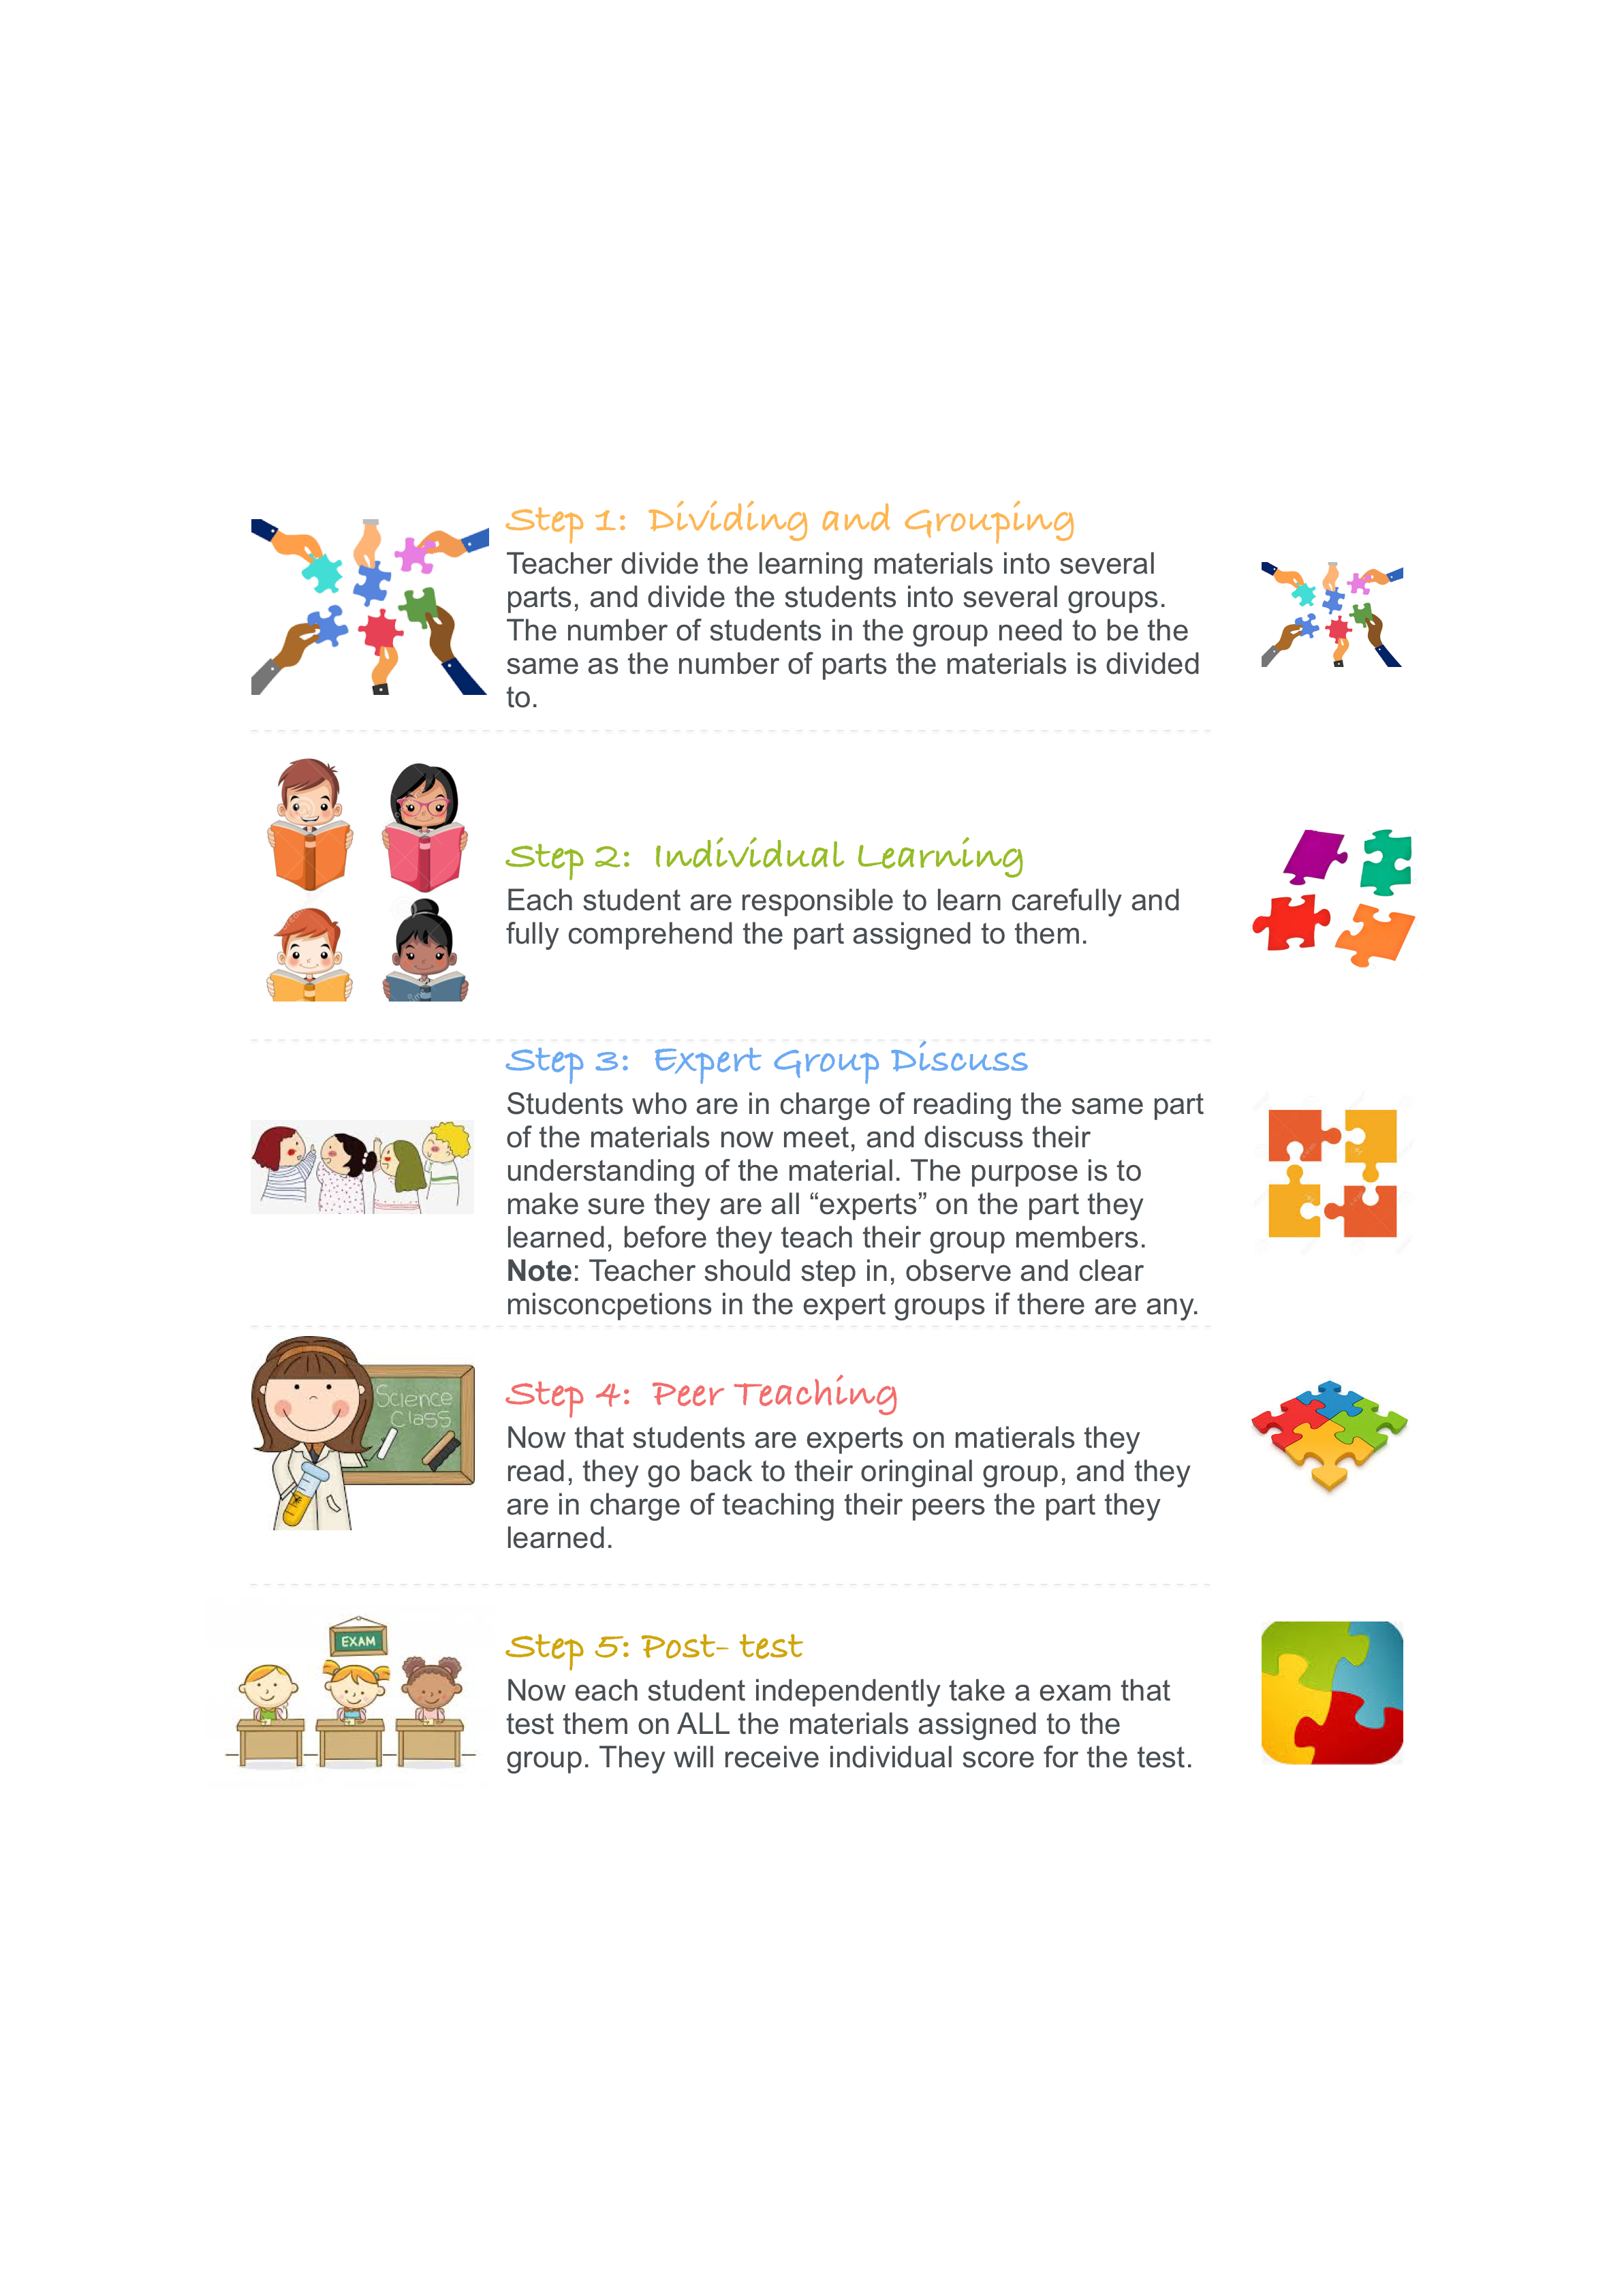 Step 1: Dividing and Grouping
Teacher divide the learning materials into several
parts, and divide the students into several groups.
The number of students in the group need to be the
same as the number of parts the materials is divided
to.
Step 2: Individual Learning
Each student are responsible to learn carefully and
fully comprehend the part assigned to them.
Step 3: Expert Group Discuss
Students who are in charge of reading the same part
of the materials now meet, and discuss their
understanding of the material. The purpose is to
make sure they are all “experts” on the part they
learned, before they teach their group members.
Note: Teacher should step in, observe and clear
misconcpetions in the expert groups if there are any.
Science
Class
Step 4: Peer Teaching
Now that students are experts on matierals they
read, they go back to their oringinal group, and they
are in charge of teaching their peers the part they
learned.
EXAM
Step 5: Post- test
Now each student independently take a exam that
test them on ALL the materials assigned to the
group. They will receive individual score for the test.